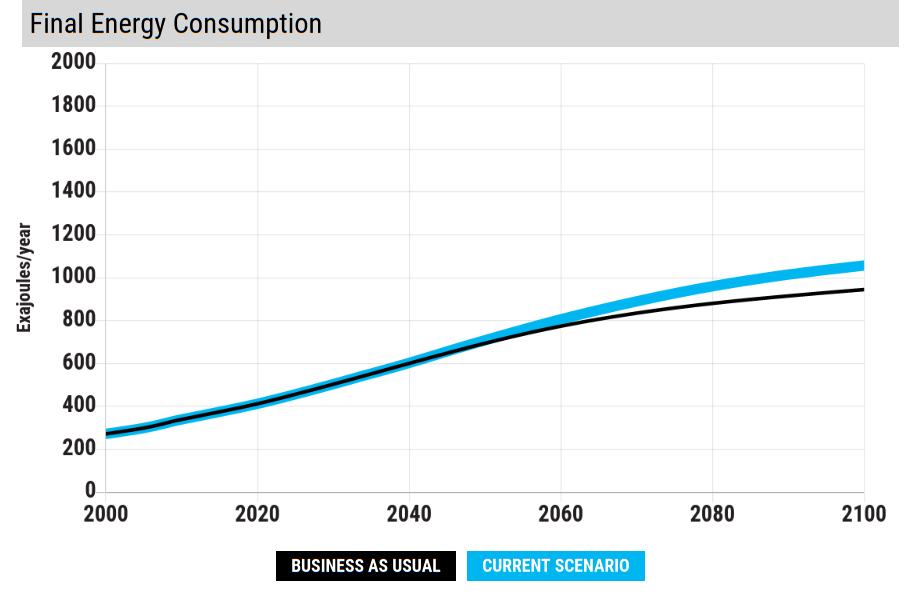 Final Energy Consumption
2000
1800
1600
1400
1200
1000
800
600
400
200
0
Exajoules/year
2000 2020 2040 2060 2080 2100
BUSINESS AS USUAL CURRENT SCENARIO